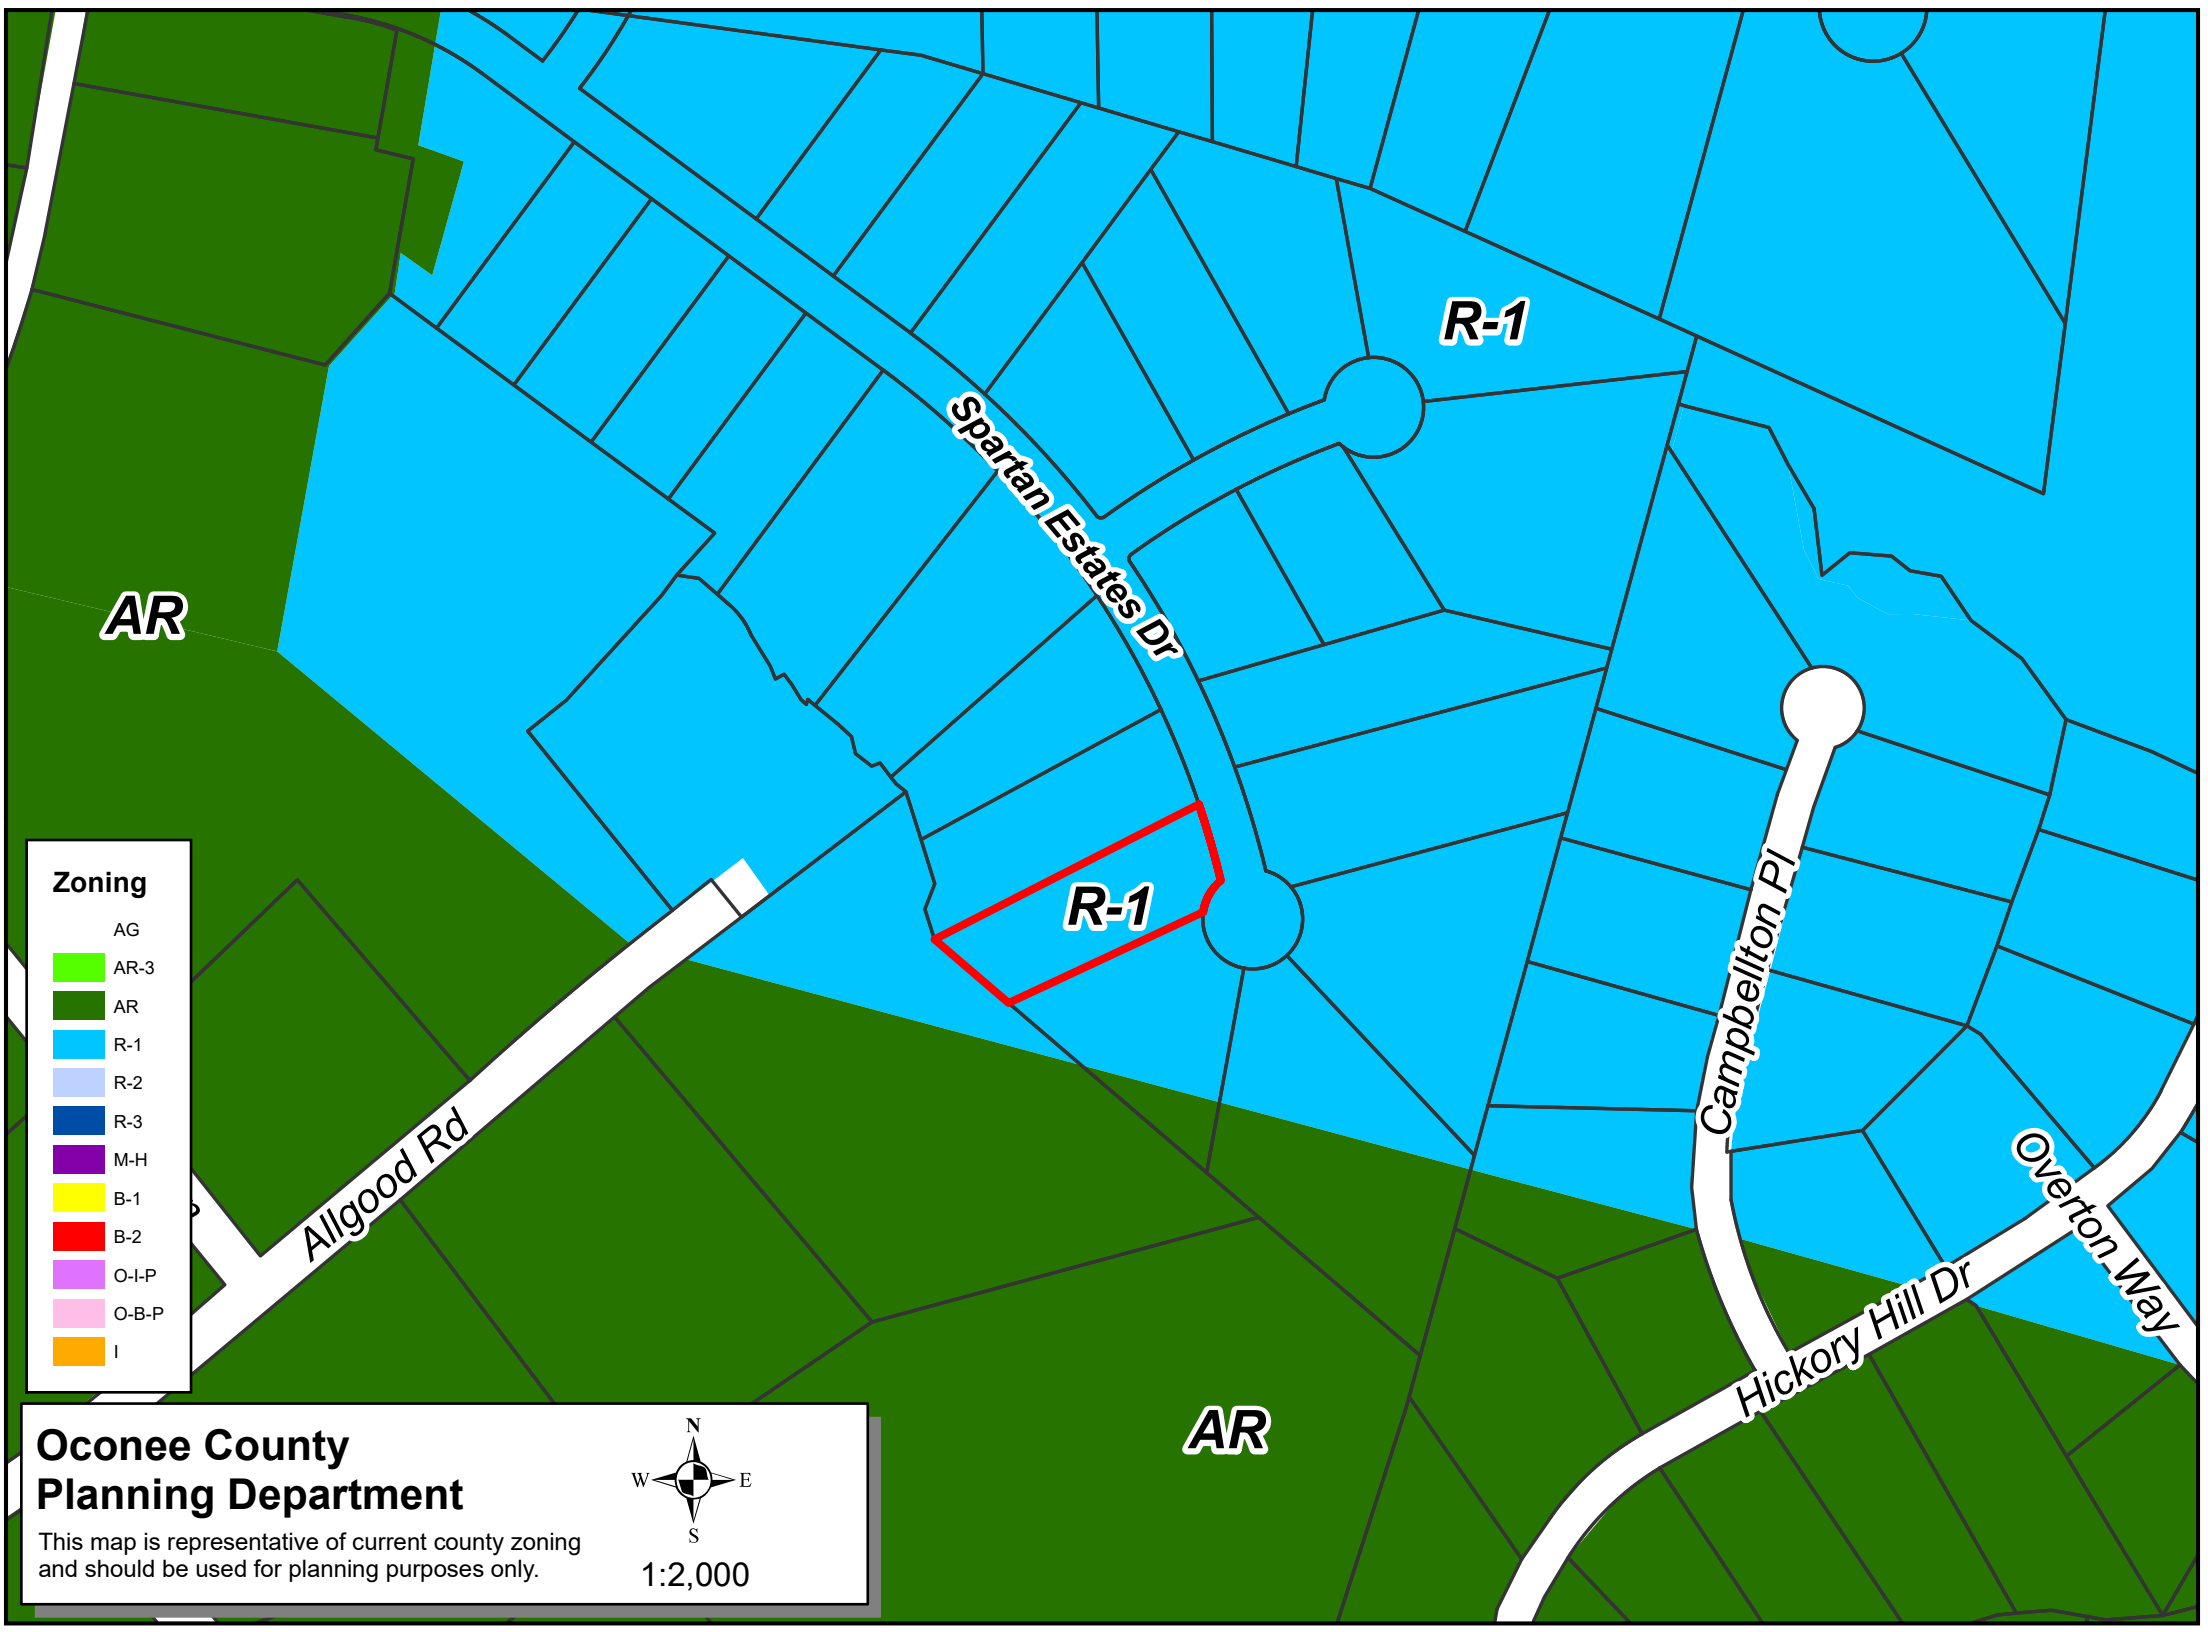 R-1
Spartan Estates Dr
AR
R-1
Campbellton Pl
Zoning
AG
AR-3
AR
R-1
R-2
R-3
M-H
B-1
B-2
O-I-P
O-B-P
I
Allgood Rd
Overton Way
Hickory Hill Dr
AR
Oconee County
Planning Department
This map is representative of current county zoning
and should be used for planning purposes only.
N
W E
S
1:2,000